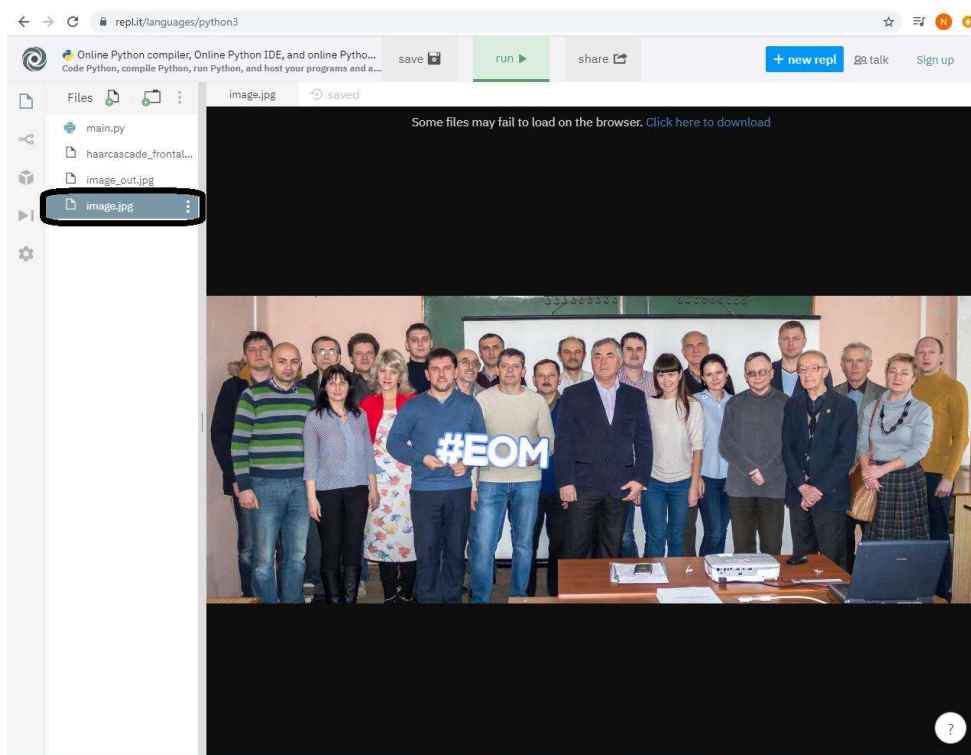 repl.it/languages/python3
N
Online Python compiler, Online Python IDE, and online Pytho...
Code Python, compile Python, run Python, and host your programs and a...
save
run
share
+ new repl
talk
Sign up
Files
image.jpg
saved
Some files may fail to load on the browser. Click here to download
main.py
haarcascade_frontal...
image_out.jpg
image.jpg
#EOM
?